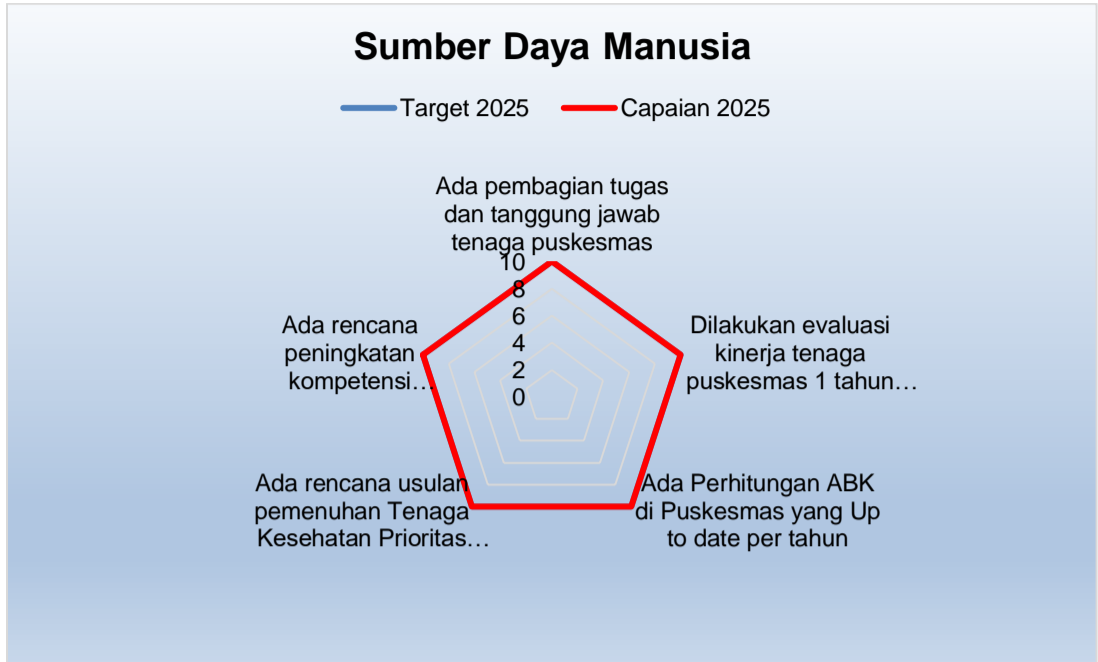 Sumber Daya Manusia
Target 2025
Capaian 2025
Ada pembagian tugas
dan tanggung jawab
tenaga puskesmas
10
8
6
4
2
0
Dilakukan evaluasi
kinerja tenaga
puskesmas 1 tahun…
Ada Perhitungan ABK
di Puskesmas yang Up
to date per tahun
Ada rencana usulan
pemenuhan Tenaga
Kesehatan Prioritas…
Ada rencana
peningkatan
kompetensi…